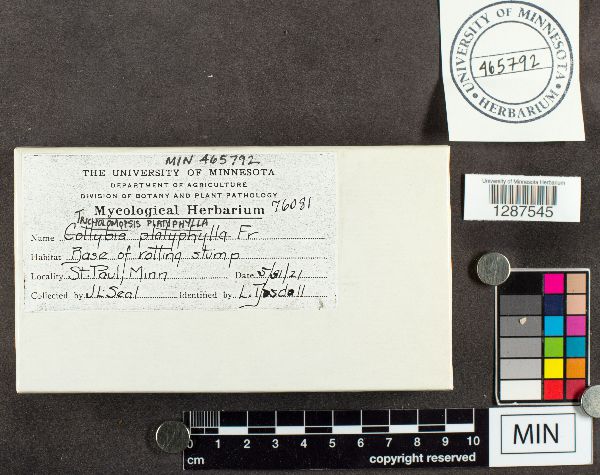 UNIVERSITY OF MINNESOTA
465792
• HERBARIUM •
MIN 465792
THE UNIVERSITY OF MINNESOTA
DEPARTMENT OF AGRICULTURE
DIVISION OF BOTANY AND PLANT PATHOLOGY
Mycological Herbarium 76081
TRICHOLOMOPSIS PLATYPHYLLA
Name Collybia platyphylla Fr
Habitat Base of rotting stump
Locality St. Paul, Minn Date 5/31/21
Collected by J.L. Seal Identified by L.
University of Minnesota Herbarium
1287545
0 1 2 3 4 5 6 7 8 9 10
cm copyright reserved
MIN